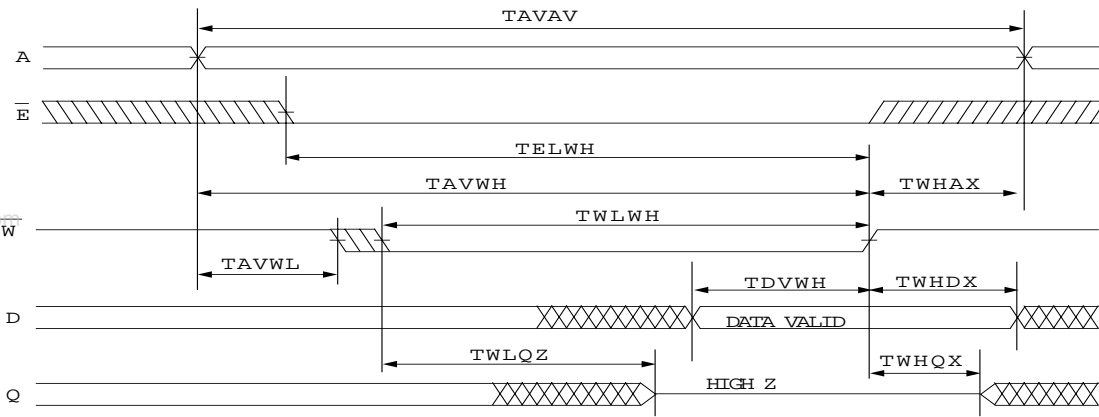 TAVAV
A
E
TELWH
TAVWH TWHAX
TWLWH
W
TAVWL
TDVWH TWHDX
D DATA VALID
TWLQZ TWHQX
Q HIGH Z